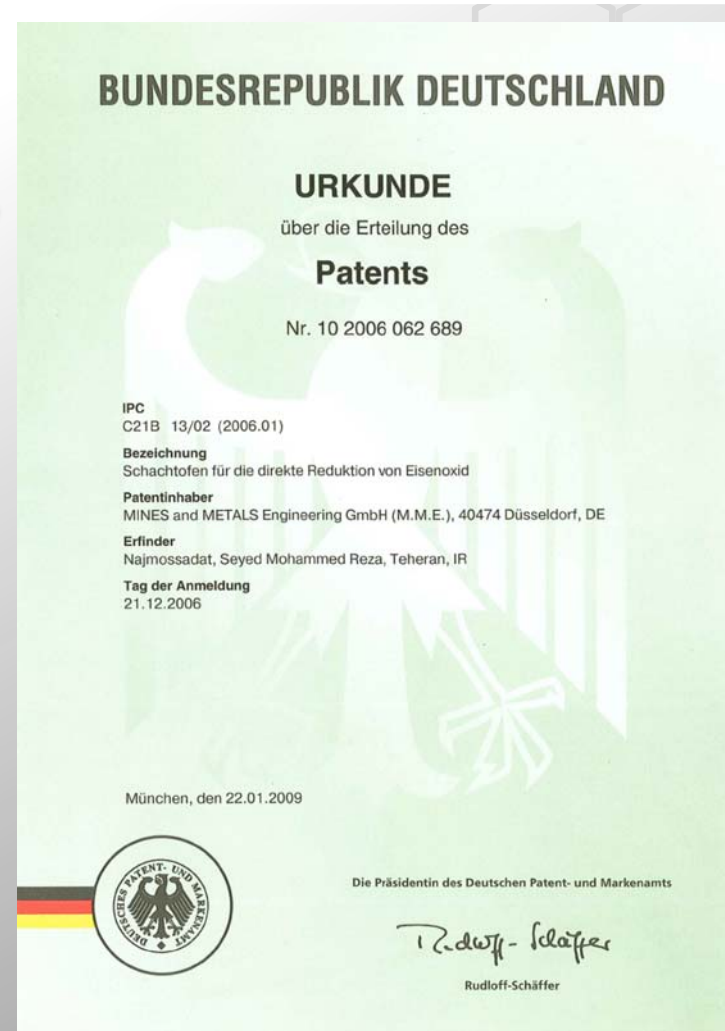 BUNDESREPUBLIK DEUTSCHLAND
URKUNDE
über die Erteilung des
Patents
Nr. 10 2006 062 689
IPC
C21B 13/02 (2006.01)
Bezeichnung
Schachtofen für die direkte Reduktion von Eisenoxid
Patentinhaber
MINES and METALS Engineering GmbH (M.M.E.), 40474 Düsseldorf, DE
Erfinder
Najmossadat, Seyed Mohammed Reza, Teheran, IR
Tag der Anmeldung
21.12.2006
München, den 22.01.2009
DEUTSCHES PATENT- UND MARKENAMT
Die Präsidentin des Deutschen Patent- und Markenamts
Rudloff-Schäffer
Rudloff-Schäffer